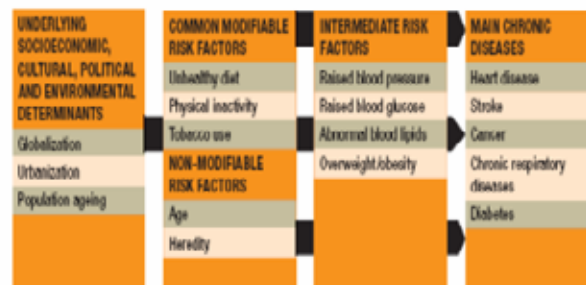 UNDERLYING
SOCIOECONOMIC,
CULTURAL, POLITICAL
AND ENVIRONMENTAL
DETERMINANTS
Globalization
Urbanization
Population ageing
COMMON MODIFIABLE
RISK FACTORS
Unhealthy diet
Physical inactivity
Tobacco use
NON-MODIFIABLE
RISK FACTORS
Age
Heredity
INTERMEDIATE RISK
FACTORS
Raised blood pressure
Raised blood glucose
Abnormal blood lipids
Overweight/obesity
MAIN CHRONIC
DISEASES
Heart disease
Stroke
Cancer
Chronic respiratory
diseases
Diabetes